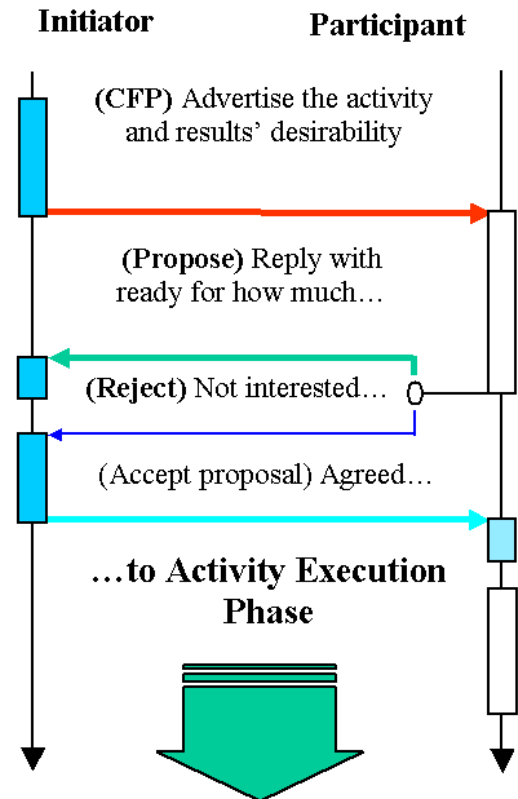 Initiator
Participant
(CFP) Advertise the activity
and results’ desirability
(Propose) Reply with
ready for how much…
(Reject) Not interested…
(Accept proposal) Agreed…
…to Activity Execution
Phase